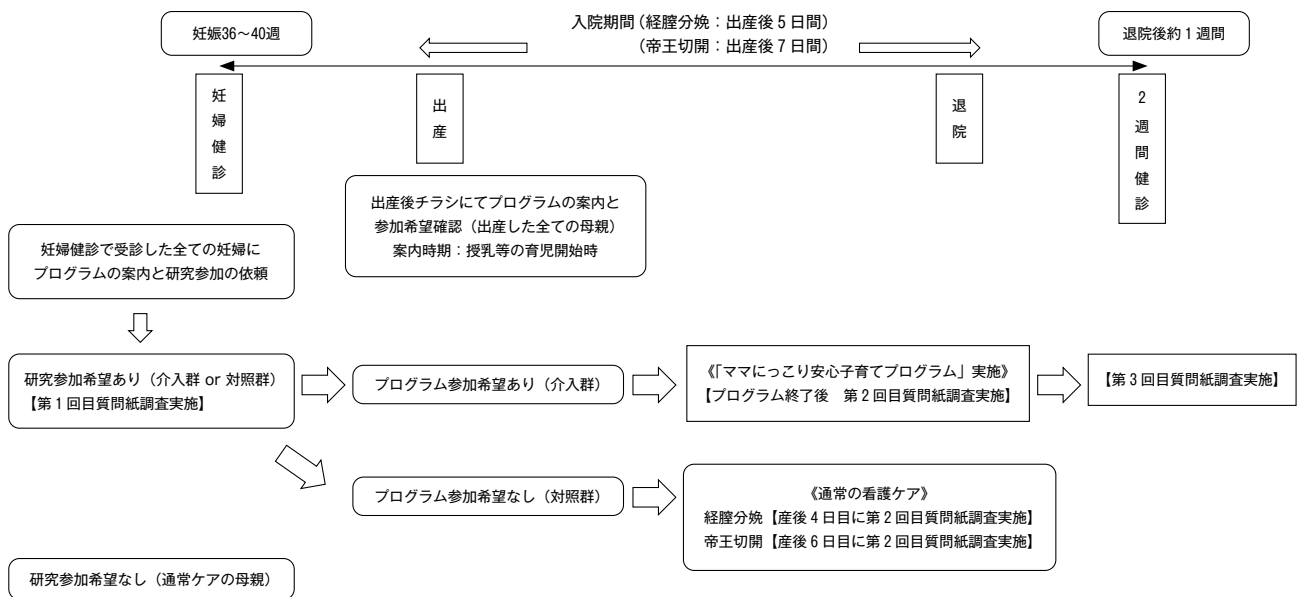 妊娠36～40週
入院期間（経膣分娩：出産後5日間）
（帝王切開：出産後7日間）
退院後約1週間
妊婦健診
出産
退院
2週間健診
出産後チラシにてプログラムの案内と
参加希望確認（出産した全ての母親）
案内時期：授乳等の育児開始時
妊婦健診で受診した全ての妊婦に
プログラムの案内と研究参加の依頼
研究参加希望あり（介入群 or 対照群）
【第1回目質問紙調査実施】
プログラム参加希望あり（介入群）
《「ママにっこり安心子育てプログラム」実施》
【プログラム終了後　第2回目質問紙調査実施】
【第3回目質問紙調査実施】
プログラム参加希望なし（対照群）
《通常の看護ケア》
経膣分娩【産後4日目に第2回目質問紙調査実施】
帝王切開【産後6日目に第2回目質問紙調査実施】
研究参加希望なし（通常ケアの母親）